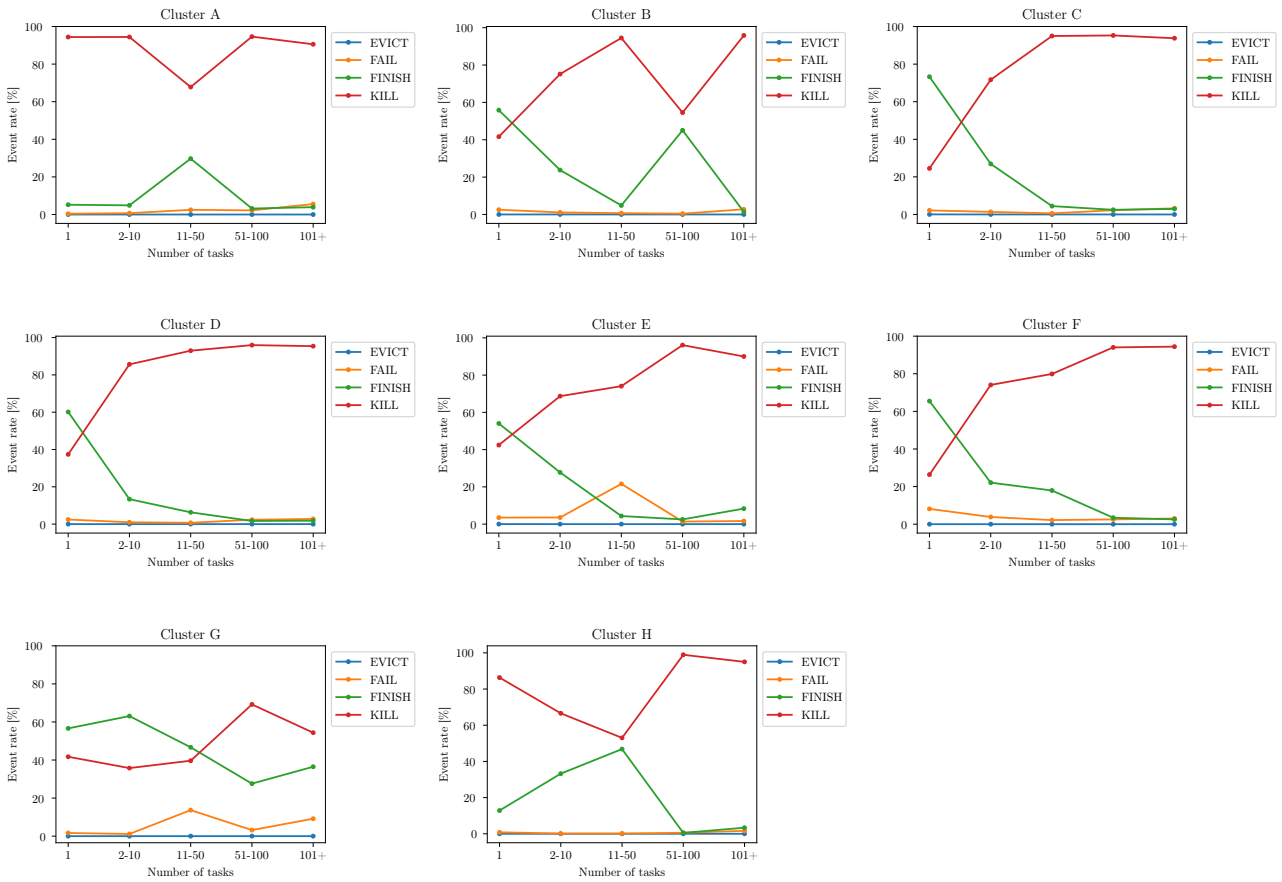 Cluster A
Event rate [%]
100
80
60
40
20
0
1
2-10
11-50
51-100
101+
Number of tasks
EVICT
FAIL
FINISH
KILL
Cluster B
Event rate [%]
100
80
60
40
20
0
1
2-10
11-50
51-100
101+
Number of tasks
EVICT
FAIL
FINISH
KILL
Cluster C
Event rate [%]
100
80
60
40
20
0
1
2-10
11-50
51-100
101+
Number of tasks
EVICT
FAIL
FINISH
KILL
Cluster D
Event rate [%]
100
80
60
40
20
0
1
2-10
11-50
51-100
101+
Number of tasks
EVICT
FAIL
FINISH
KILL
Cluster E
Event rate [%]
100
80
60
40
20
0
1
2-10
11-50
51-100
101+
Number of tasks
EVICT
FAIL
FINISH
KILL
Cluster F
Event rate [%]
100
80
60
40
20
0
1
2-10
11-50
51-100
101+
Number of tasks
EVICT
FAIL
FINISH
KILL
Cluster G
Event rate [%]
100
80
60
40
20
0
1
2-10
11-50
51-100
101+
Number of tasks
EVICT
FAIL
FINISH
KILL
Cluster H
Event rate [%]
100
80
60
40
20
0
1
2-10
11-50
51-100
101+
Number of tasks
EVICT
FAIL
FINISH
KILL